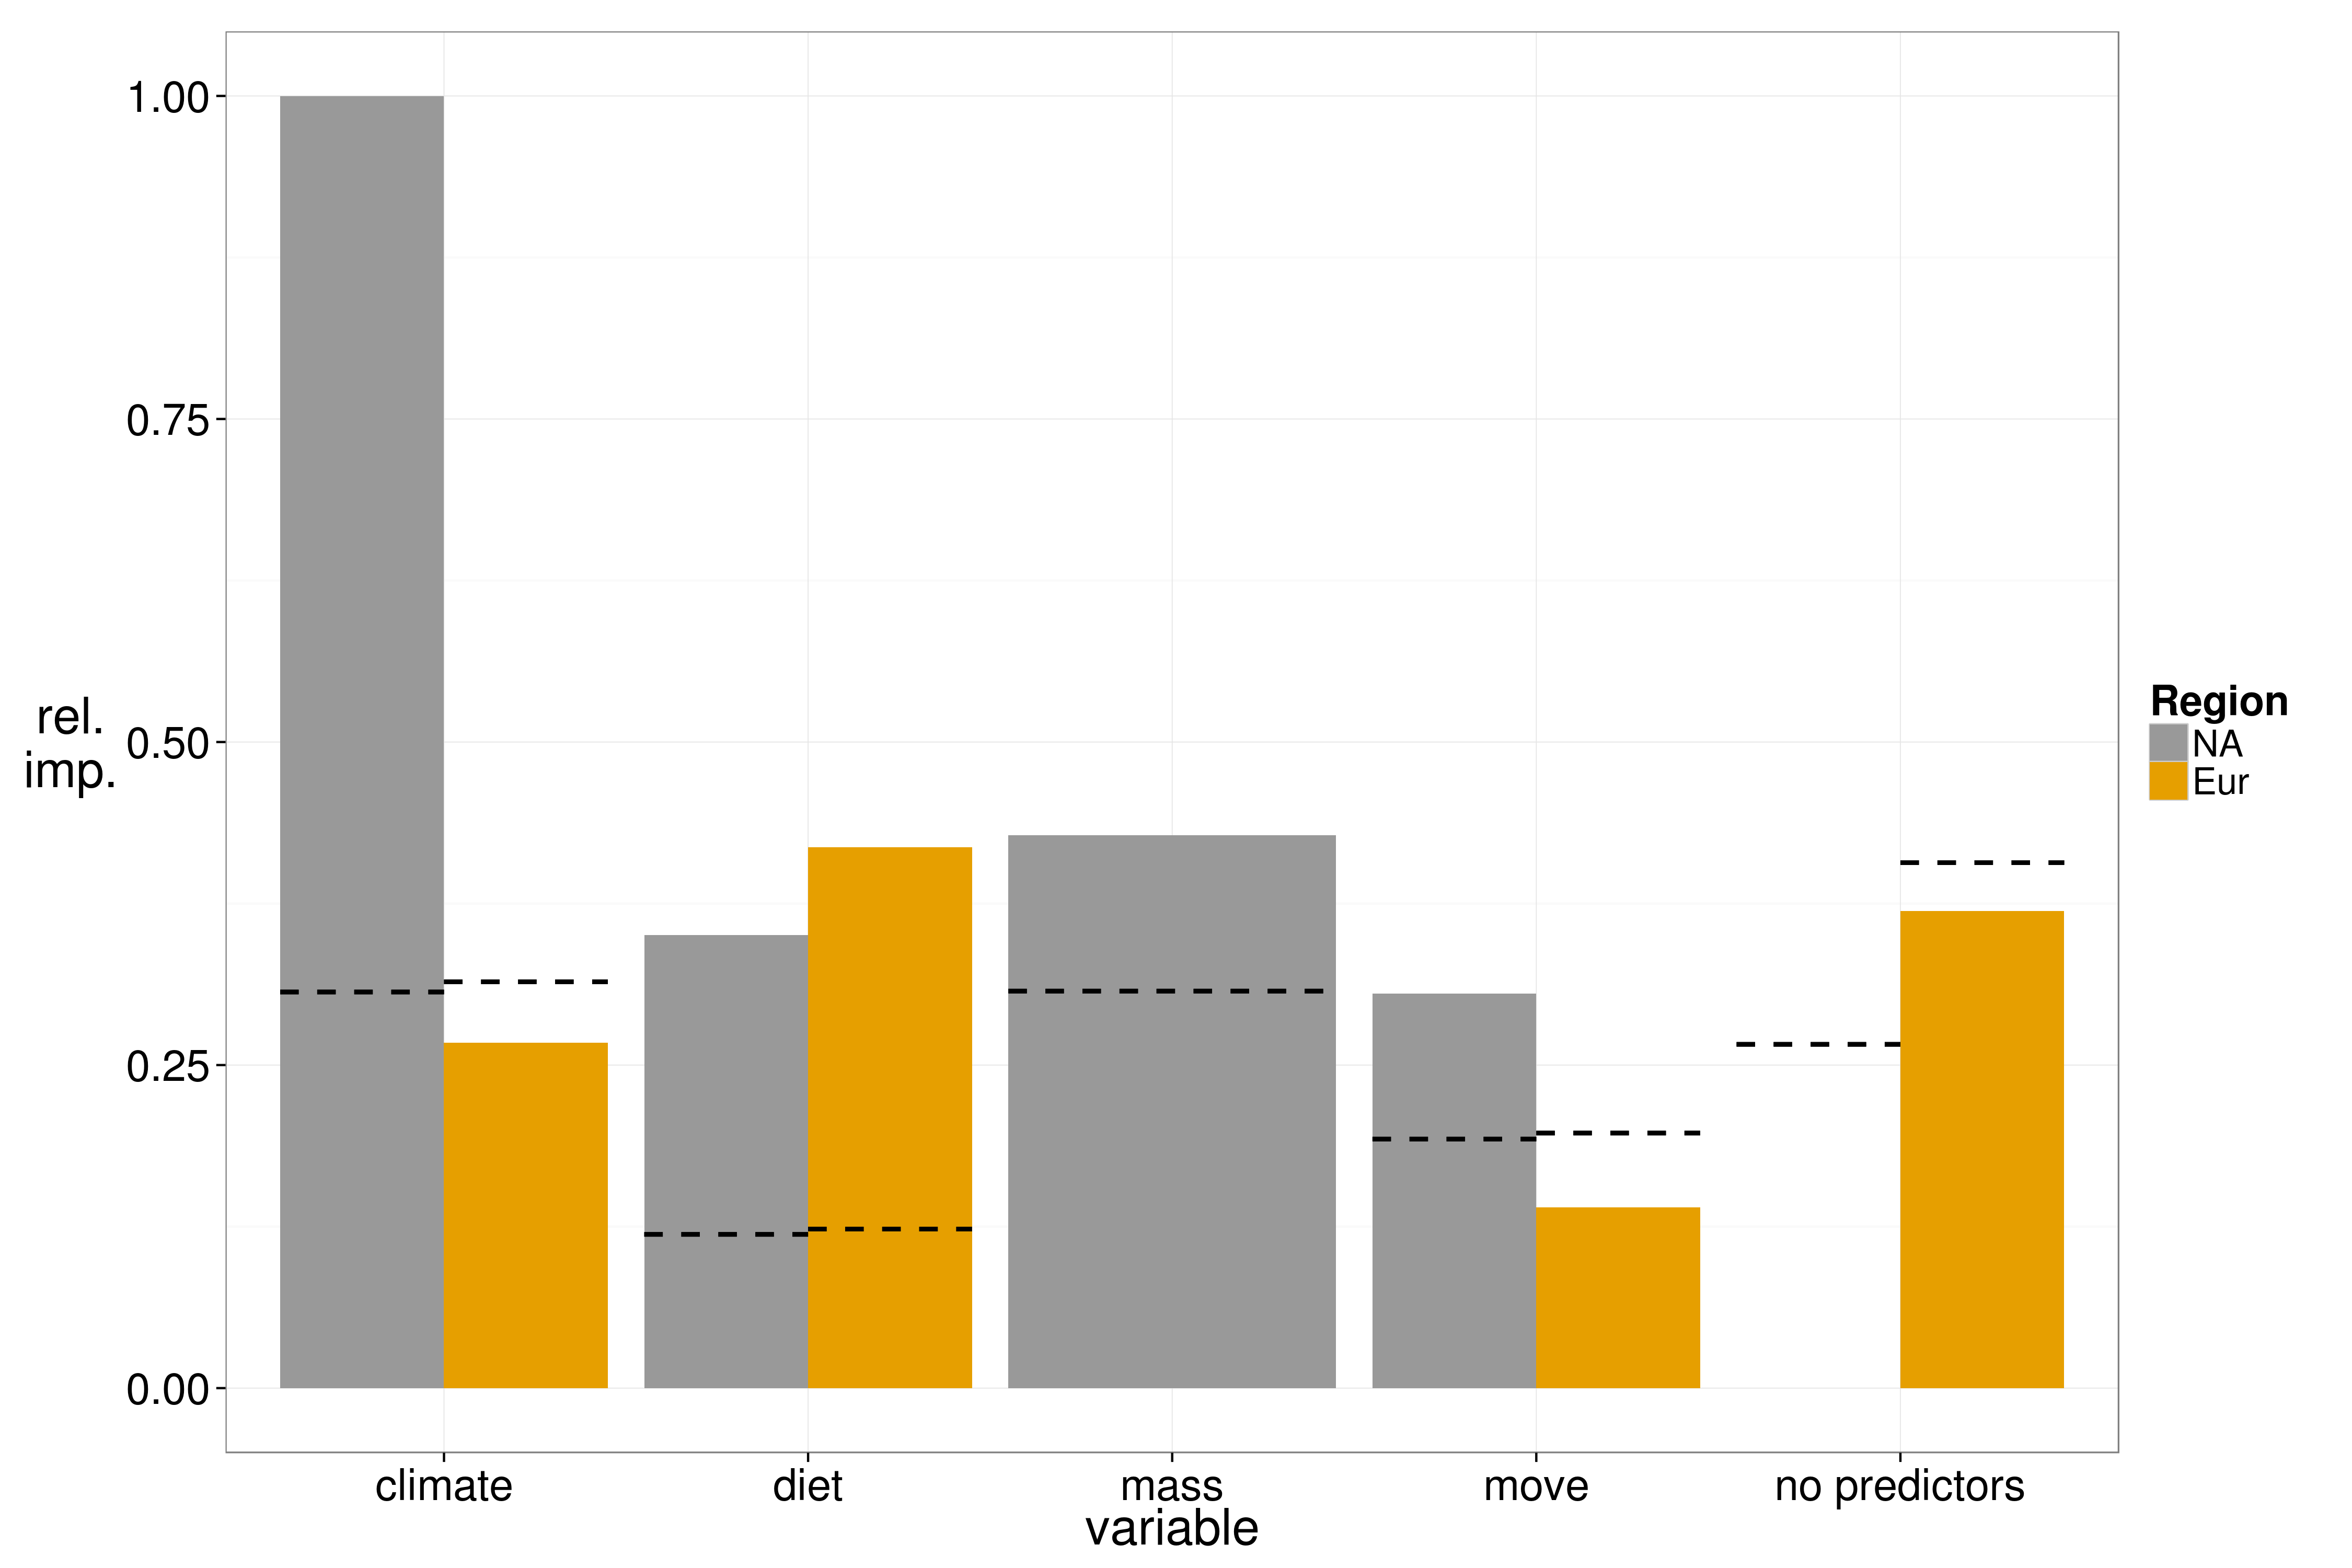 1.00
0.75
0.50
0.25
0.00
rel.
imp.
climate
diet
mass
move
no predictors
variable
Region
NA
Eur